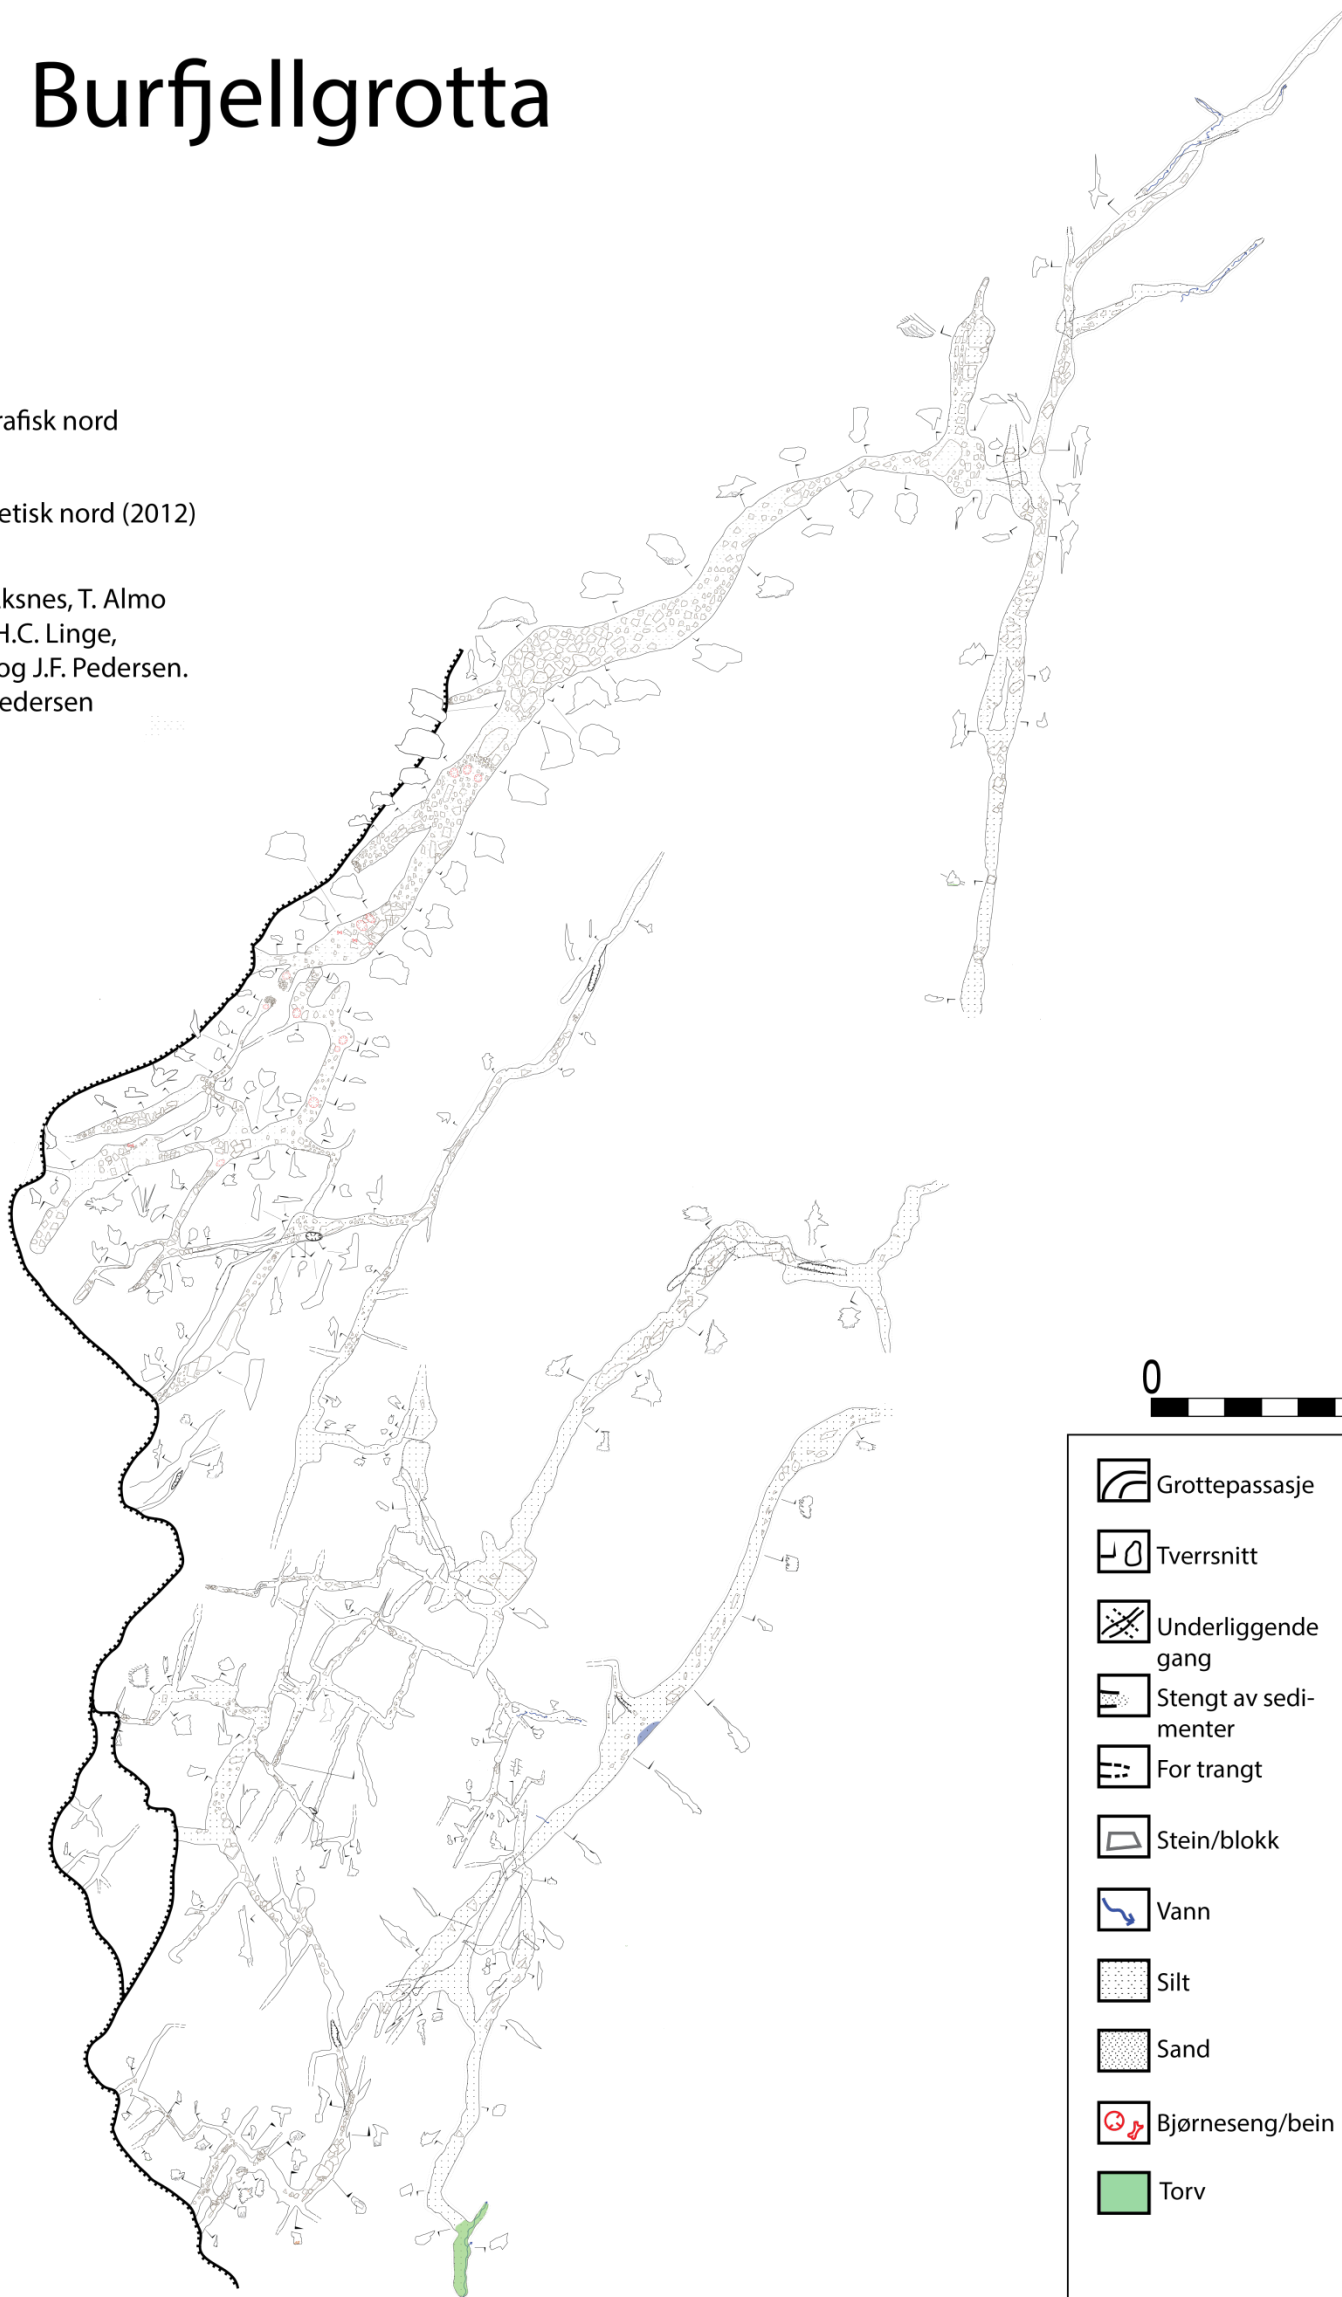 Burfjellgrotta
rafisk nord
etisk nord (2012)
ksnes, T. Almo
H.C. Linge,
og J.F. Pedersen.
edersen
0
Grottepassasje
Tverrsnitt
Underliggende
gang
Stengt av sedi-
menter
For trangt
Stein/blokk
Vann
Silt
Sand
Bjørneseng/bein
Torv